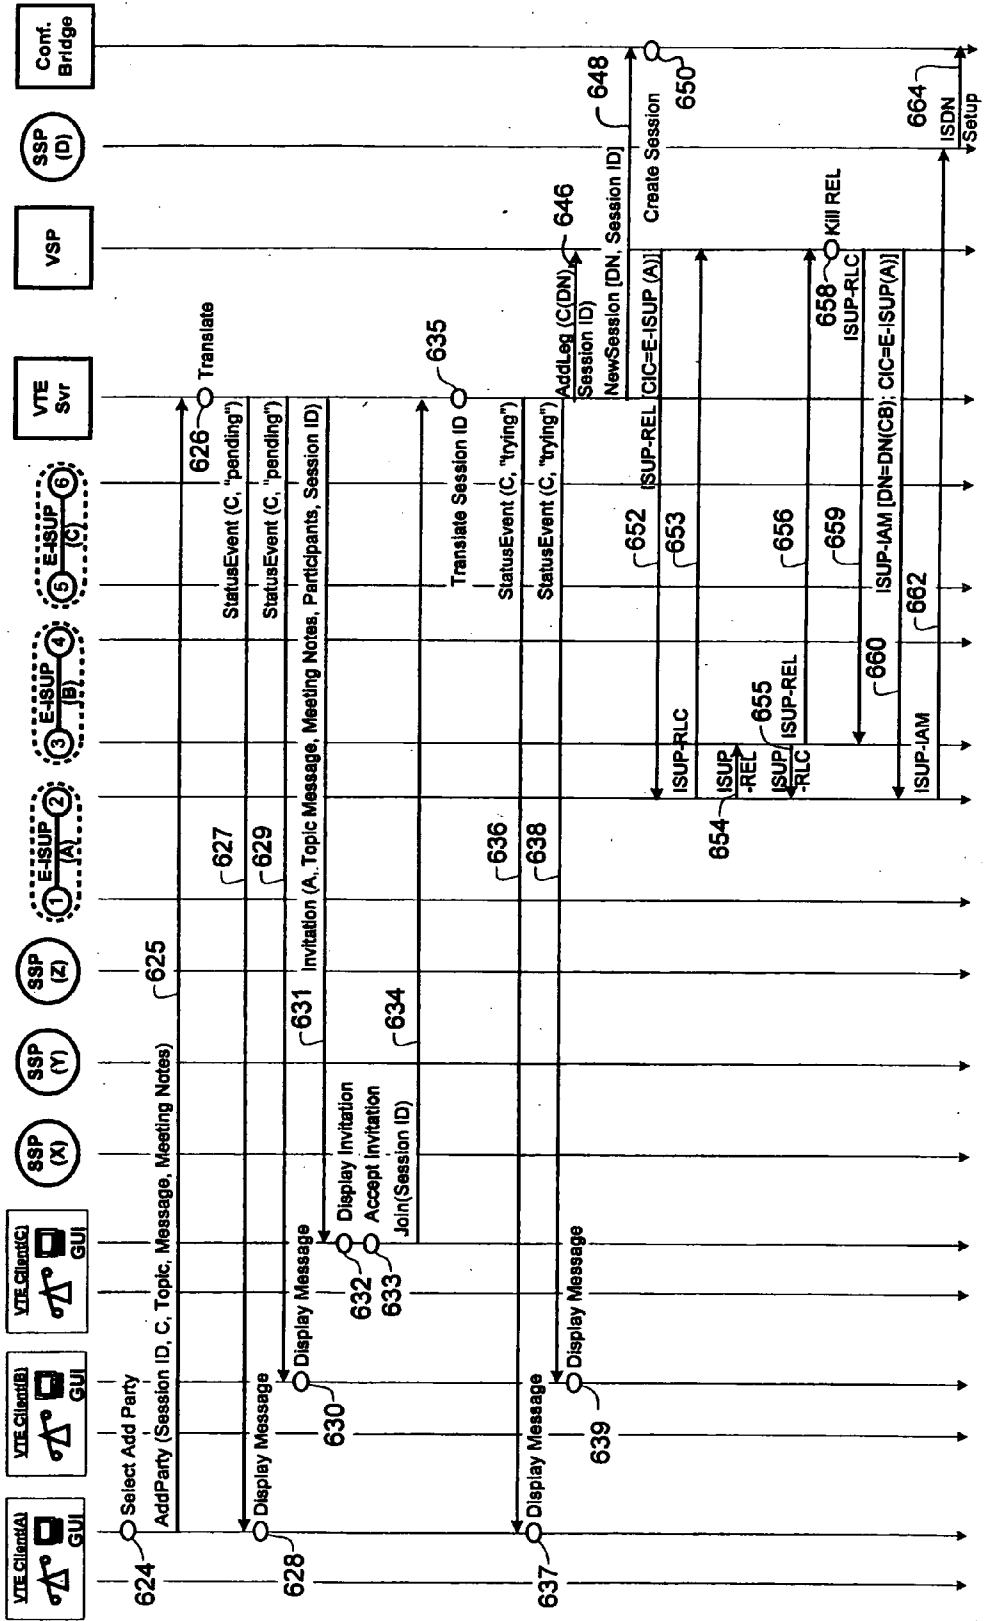 VTE Client(A)
GUI
VTE Client(B)
GUI
VTE Client(C)
GUI
SSP
(X)
SSP
(Y)
SSP
(Z)
1
E-ISUP
(A)
2
3
E-ISUP
(B)
4
5
E-ISUP
(C)
6
VTE
Svr
VSP
SSP
(D)
Conf.
Bridge
624
Select Add Party
AddParty (Session ID, C, Topic, Message, Meeting Notes)
625
626
Translate
627
StatusEvent (C, "pending")
628
Display Message
629
StatusEvent (C, "pending")
630
Display Message
631
Invitation (A, Topic Message, Meeting Notes, Participants, Session ID)
632
Display Invitation
633
Accept Invitation
Join(Session ID)
634
635
Translate Session ID
636
StatusEvent (C, "trying")
637
Display Message
638
StatusEvent (C, "trying")
639
Display Message
AddLeg (C(DN),
Session ID)
646
NewSession [DN, Session ID]
648
Create Session
650
652
ISUP-REL (CIC=E-ISUP (A)]
ISUP-RLC
653
654
ISUP
-REL
655
ISUP
-RLC
ISUP-REL
656
658
Kill REL
659
ISUP-RLC
660
ISUP-IAM [DN=DN(CB); CIC=E-ISUP(A)]
ISUP-IAM
662
664
ISDN
Setup